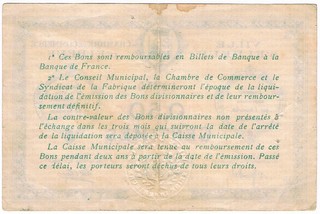 1° Ces Bons sont remboursables en Billets de Banque à la
Banque de France.
2° Le Conseil Municipal, la Chambre de Commerce et le
Syndicat de la Fabrique détermineront l'époque de la liqui-
dation de l'émission des Bons divisionnaires et de leur rembour-
sement définitif.
La contre-valeur des Bons divisionnaires non présentés
à l'échange dans les trois mois qui suivront la date de l'arrêté
de la liquidation sera déposée à la Caisse Municipale.
La Caisse Municipale sera tenue au remboursement de ces
Bons pendant deux ans à partir de la date de l'émission. Passé
ce délai, les porteurs seront déchus de tous leurs droits.